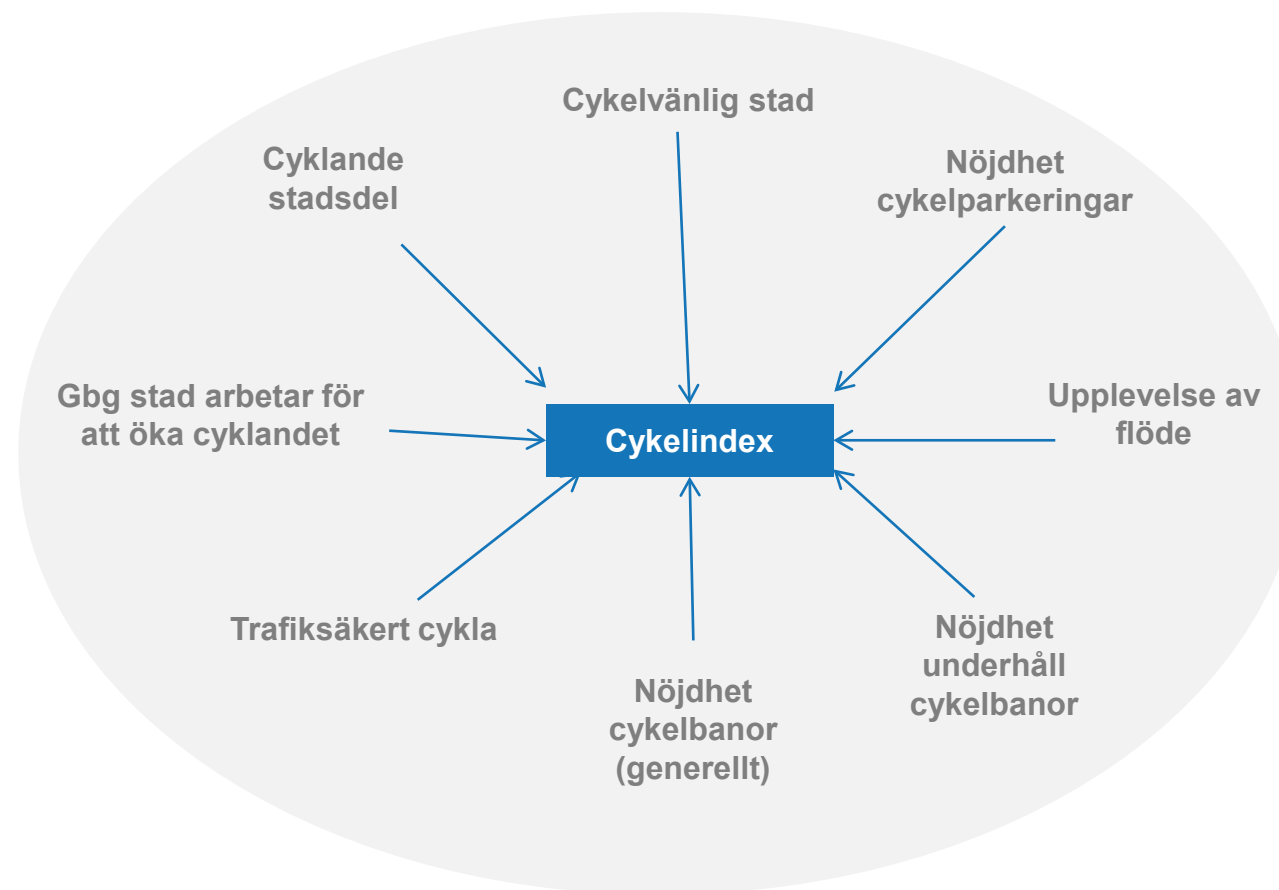 Cykelvänlig stad
Cyklande
stadsdel
Nöjdhet
cykelparkeringar
Gbg stad arbetar för
att öka cyklandet
Cykelindex
Upplevelse av
flöde
Trafiksäkert cykla
Nöjdhet
cykelbanor
(generellt)
Nöjdhet
underhåll
cykelbanor